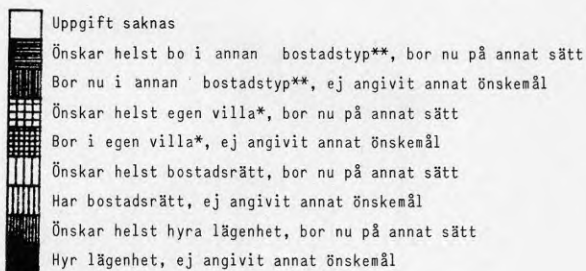 Uppgift saknas
Önskar helst bo i annan bostadstyp**, bor nu på annat sätt
Bor nu i annan bostadstyp**, ej angivit annat önskemål
Önskar helst egen villa*, bor nu på annat sätt
Bor i egen villa*, ej angivit annat önskemål
Önskar helst bostadsrätt, bor nu på annat sätt
Har bostadsrätt, ej angivit annat önskemål
Önskar helst hyra lägenhet, bor nu på annat sätt
Hyr lägenhet, ej angivit annat önskemål